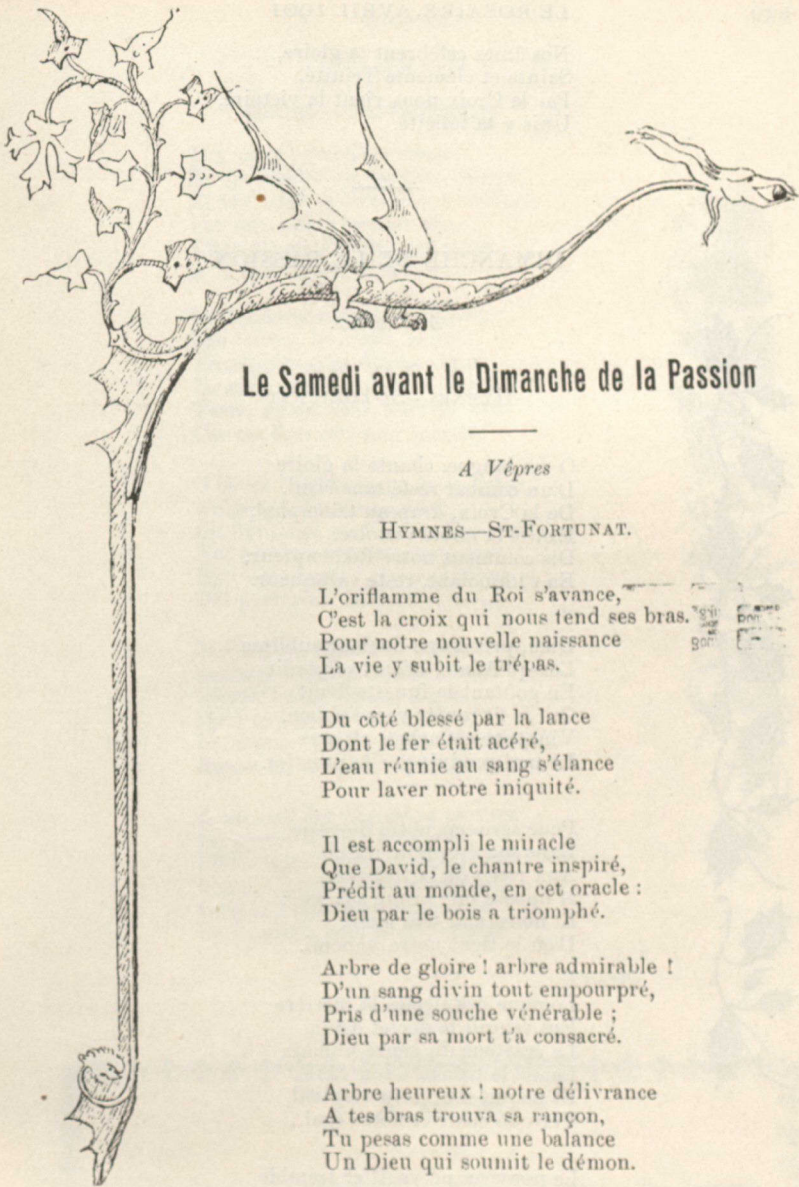 Le Samedi avant le Dimanche de la Passion
A Vêpres
HYMNES—ST-FORTUNAT.
L'oriflamme du Roi s'avance,
C'est la croix qui nous tend ses bras.
Pour notre nouvelle naissance
La vie y subit le trépas.
Du côté blessé par la lance
Dont le fer était acéré,
L'eau réunie au sang s'élance
Pour laver notre iniquité.
Il est accompli le miracle
Que David, le chantre inspiré,
Prédit au monde, en cet oracle :
Dieu par le bois a triomphé.
Arbre de gloire ! arbre admirable !
D'un sang divin tout empourpré,
Pris d'une souche vénérable ;
Dieu par sa mort t'a consacré.
Arbre heureux ! notre délivrance
A tes bras trouva sa rançon,
Tu pesas comme une balance
Un Dieu qui soumit le démon.